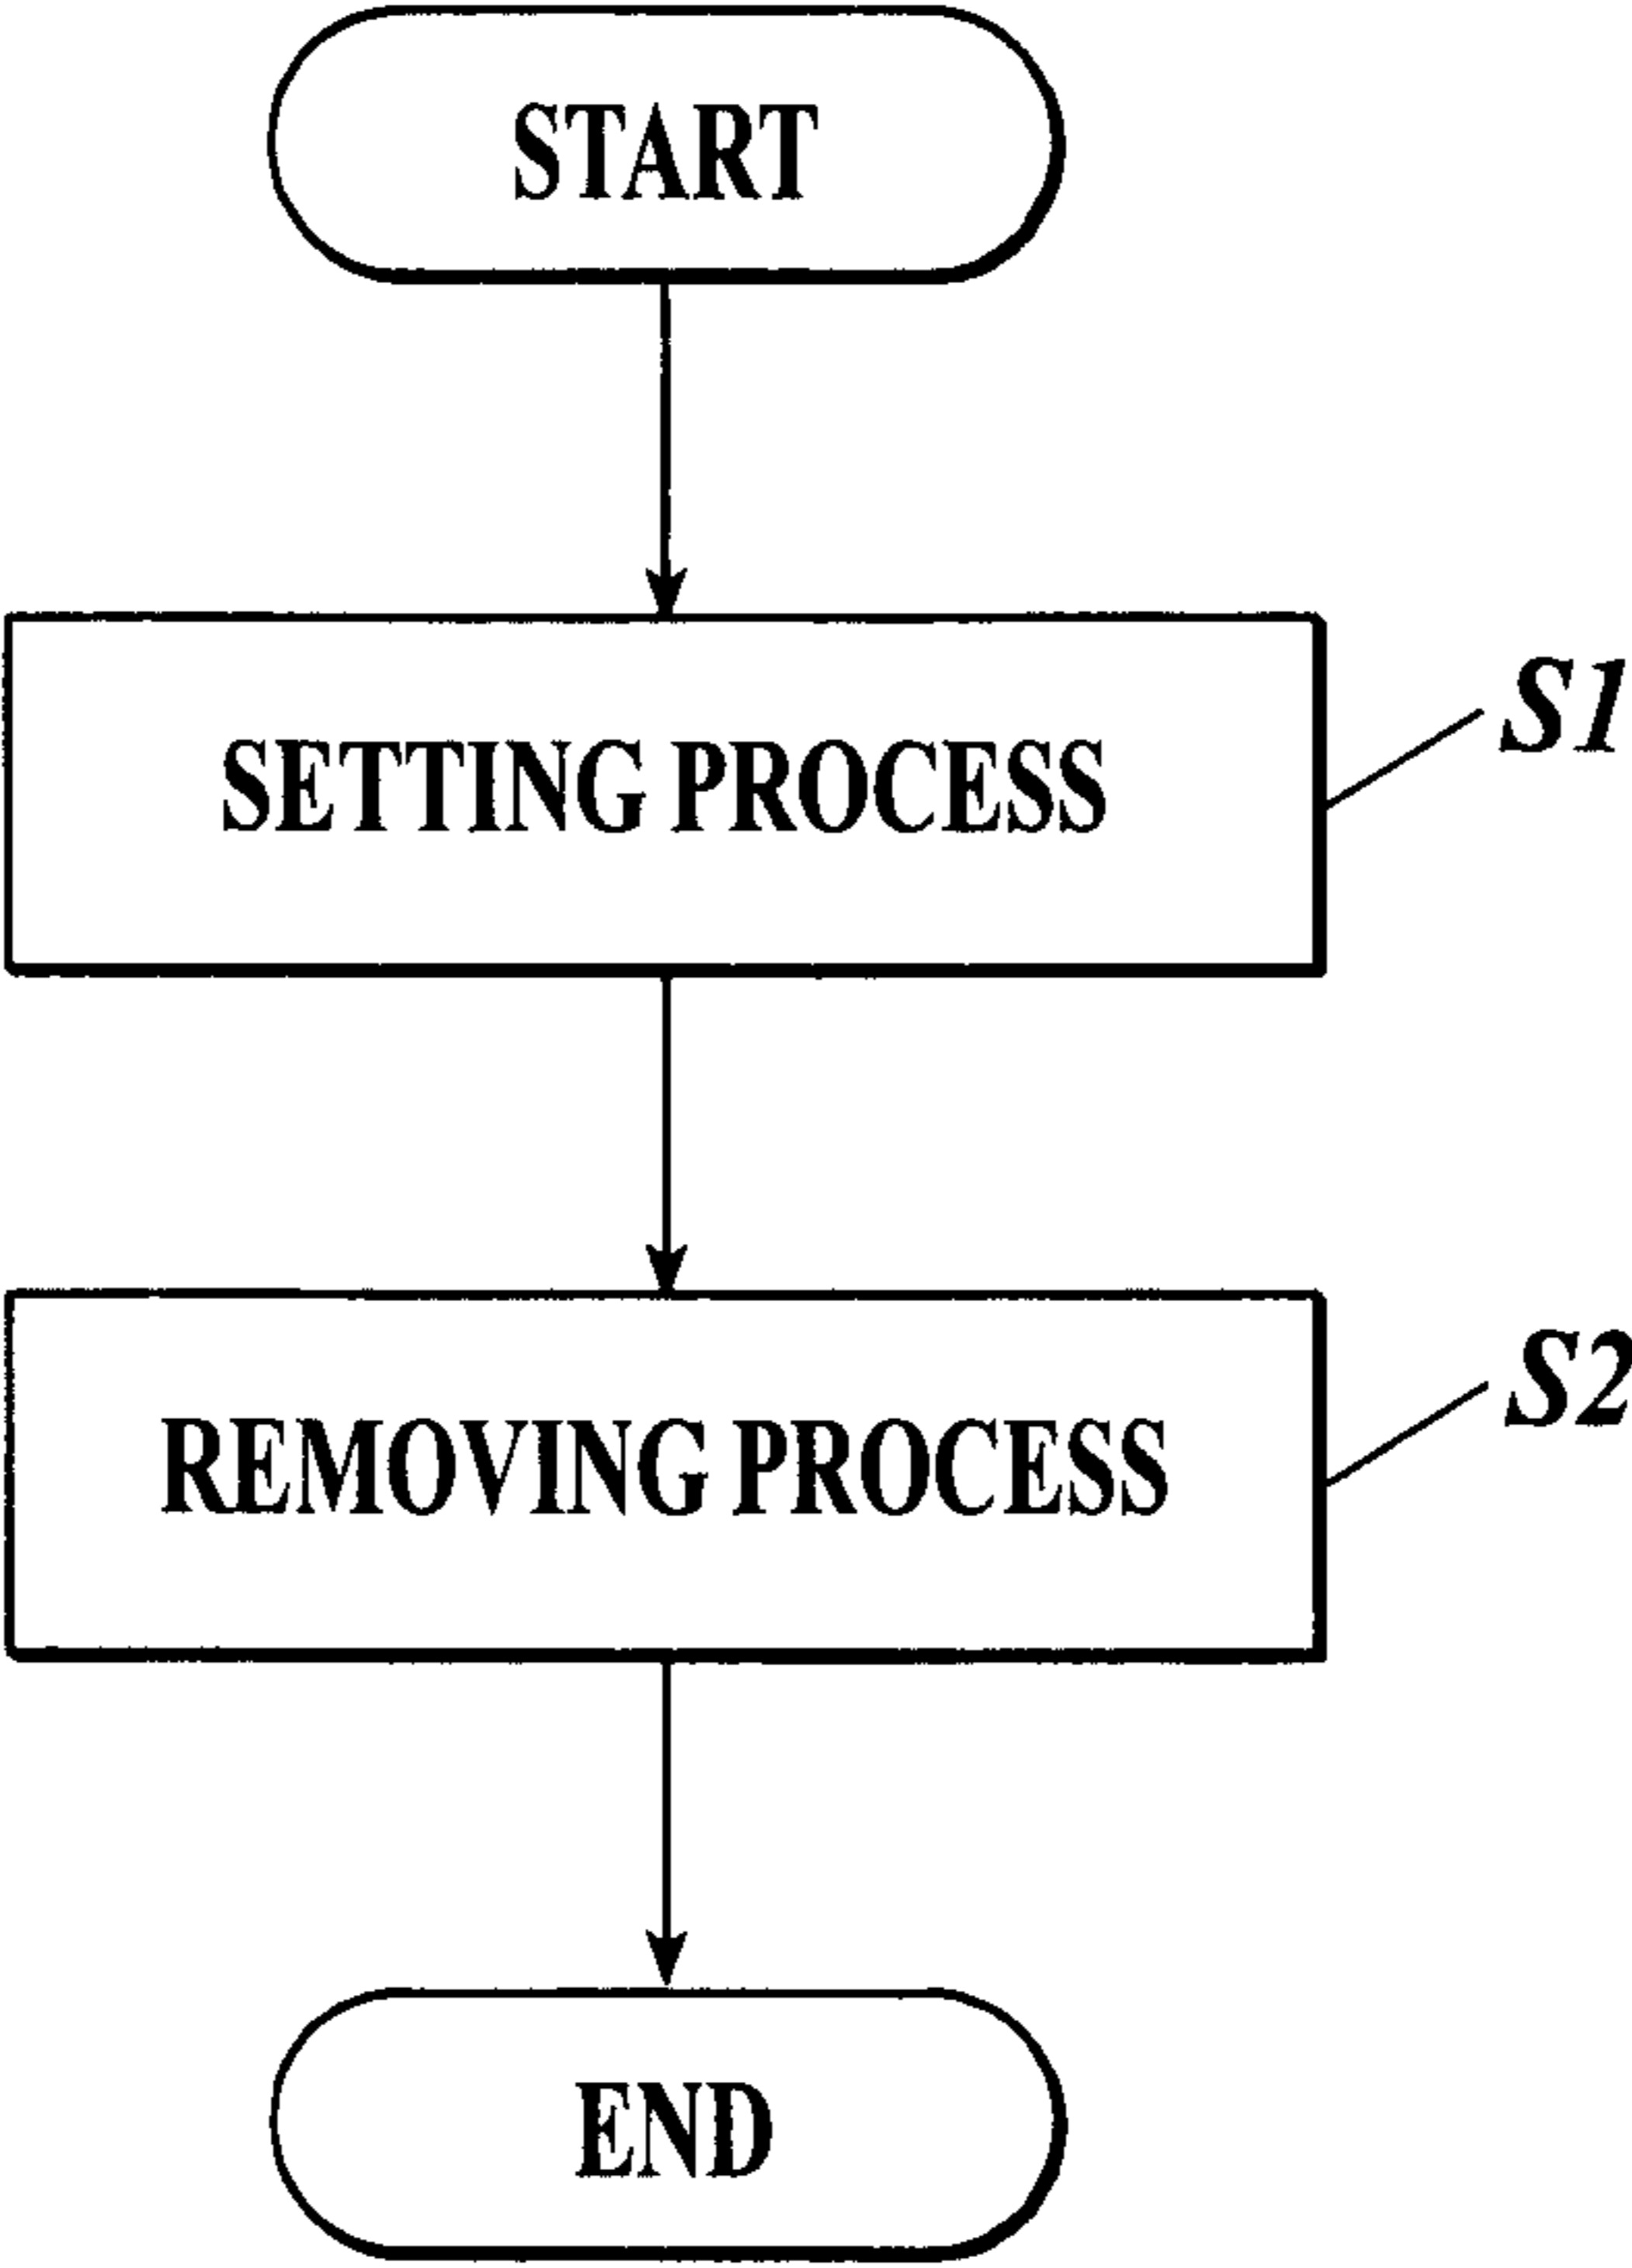 START
SETTING PROCESS
S1
REMOVING PROCESS
S2
END